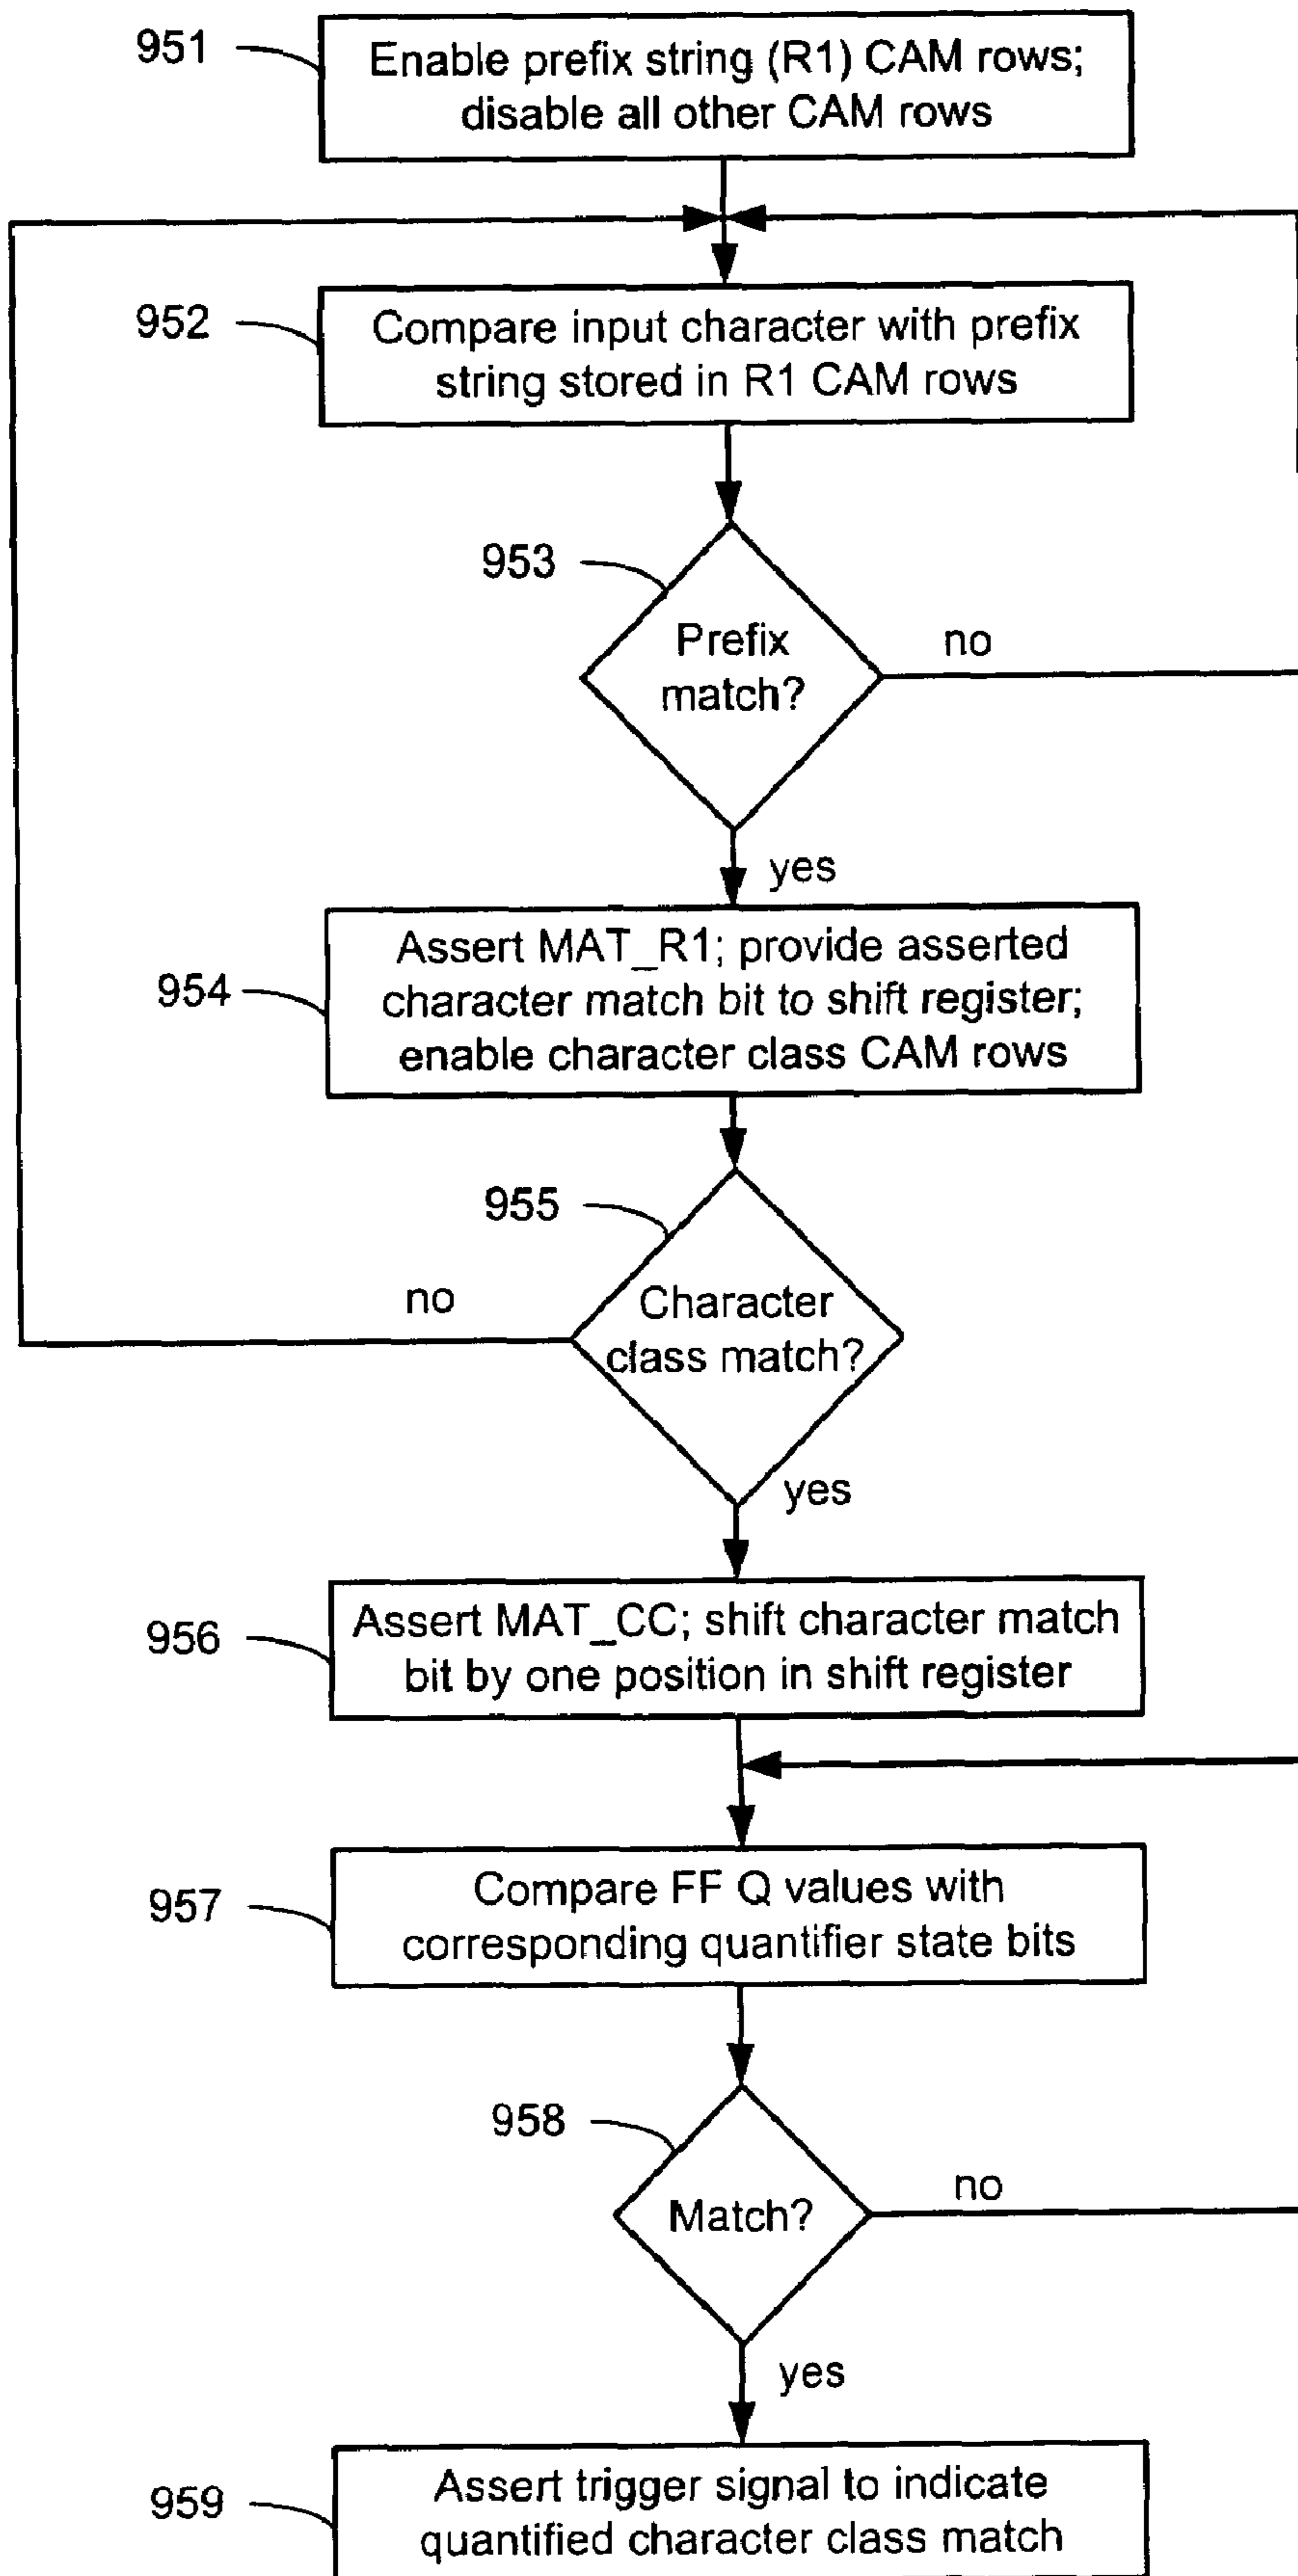 951
Enable prefix string (R1) CAM rows;
disable all other CAM rows
952
Compare input character with prefix
string stored in R1 CAM rows
953
Prefix
match?
no
yes
954
Assert MAT_R1; provide asserted
character match bit to shift register;
enable character class CAM rows
955
no
Character
class match?
yes
956
Assert MAT_CC; shift character match
bit by one position in shift register
957
Compare FF Q values with
corresponding quantifier state bits
958
Match?
no
yes
959
Assert trigger signal to indicate
quantified character class match